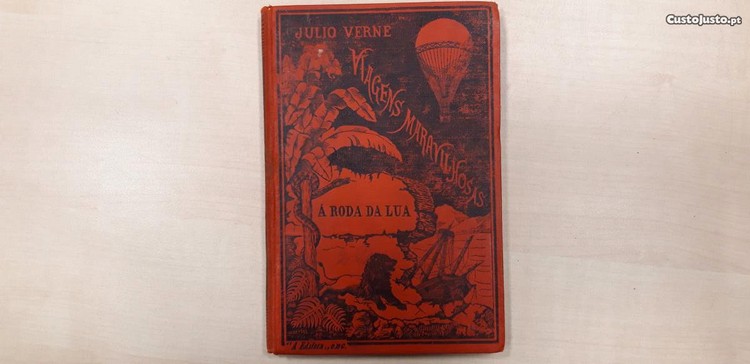 CustoJusto.pt
JULIO VERNE
VIAGENS MARAVILHOSAS
Á RODA DA LUA